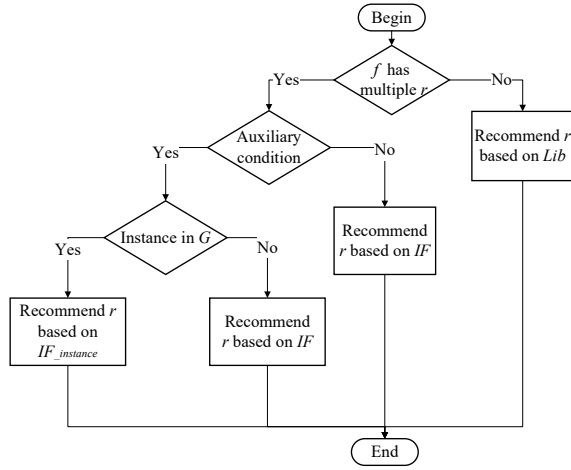 Begin
f has
multiple r
Yes
No
Auxiliary
condition
Recommend r
based on Lib
Yes
No
Instance in G
Recommend
r based on IF
Yes
No
Recommend r
based on
IF_instance
Recommend
r based on IF
End